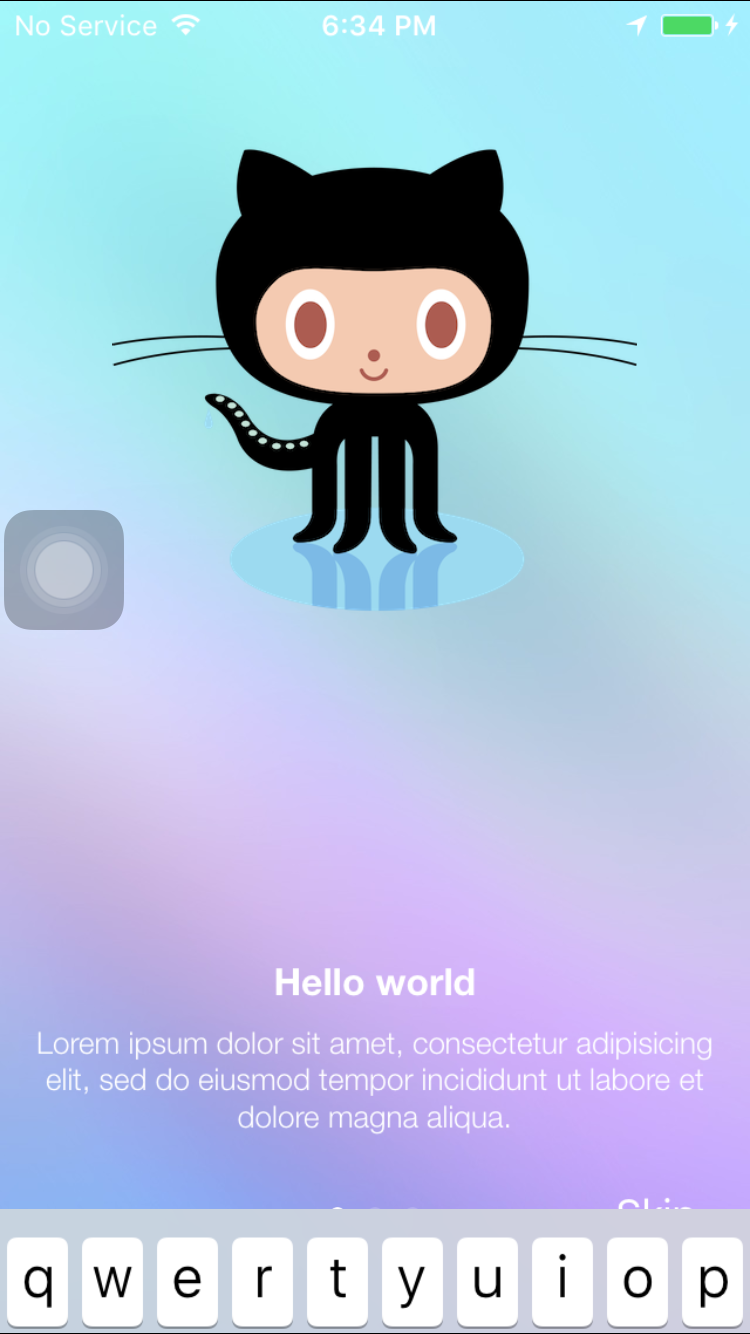 No Service 6:34 PM
Hello world
Lorem ipsum dolor sit amet, consectetur adipisicing
elit, sed do eiusmod tempor incididunt ut labore et
dolore magna aliqua.
Skip
q w e r t y u i o p